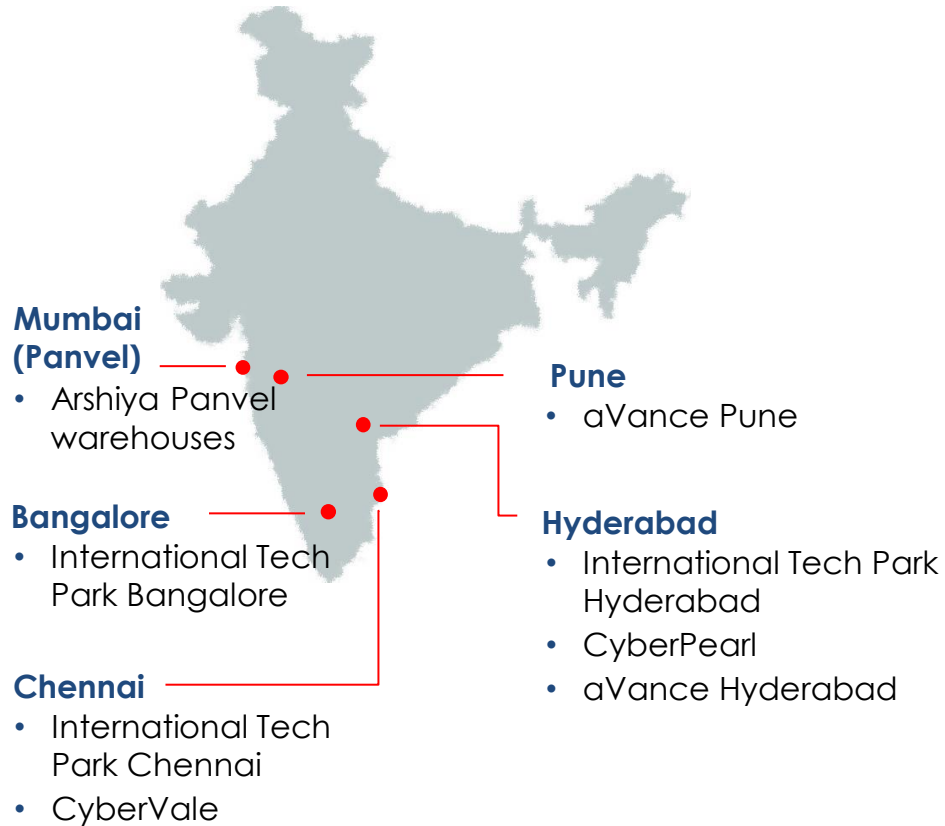 Mumbai
(Panvel)
• Arshiya Panvel
warehouses
Pune
• aVance Pune
Bangalore
• International Tech
Park Bangalore
Hyderabad
• International Tech Park
Hyderabad
• CyberPearl
• aVance Hyderabad
Chennai
• International Tech
Park Chennai
• CyberVale